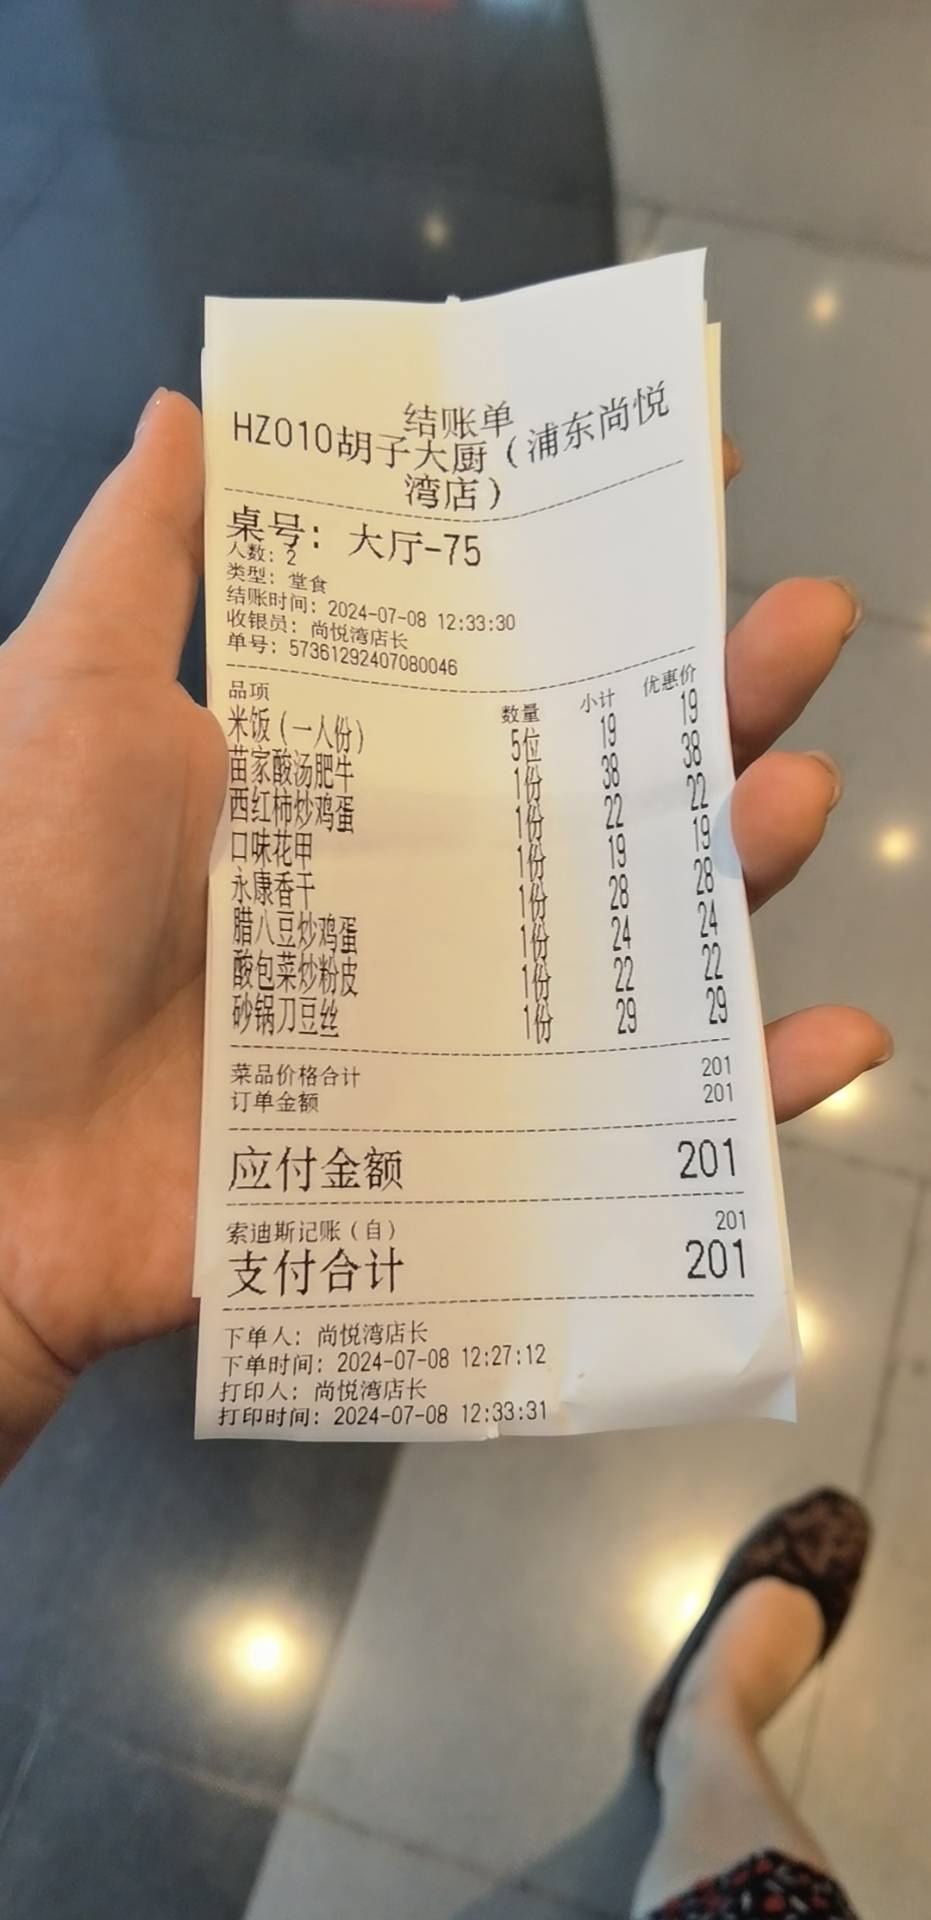 结账单
HZ010胡子大厨（浦东尚悦
湾店）
桌号：大厅-75
人数：2
类型：堂食
结账时间：2024-07-08 12:33:30
收银员：尚悦湾店长
单号：57361292407080046
品项 数量 小计 优惠价
米饭（一人份） 5位 19 19
苗家酸汤肥牛 1份 38 38
西红柿炒鸡蛋 1份 22 22
口味花甲 1份 19 19
永康香干 1份 28 28
腊八豆炒鸡蛋 1份 24 24
酸包菜炒粉皮 1份 22 22
砂锅刀豆丝 1份 29 29
菜品价格合计 201
订单金额 201
应付金额 201
索迪斯记账（自） 201
支付合计 201
下单人：尚悦湾店长
下单时间：2024-07-08 12:27:12
打印人：尚悦湾店长
打印时间：2024-07-08 12:33:31